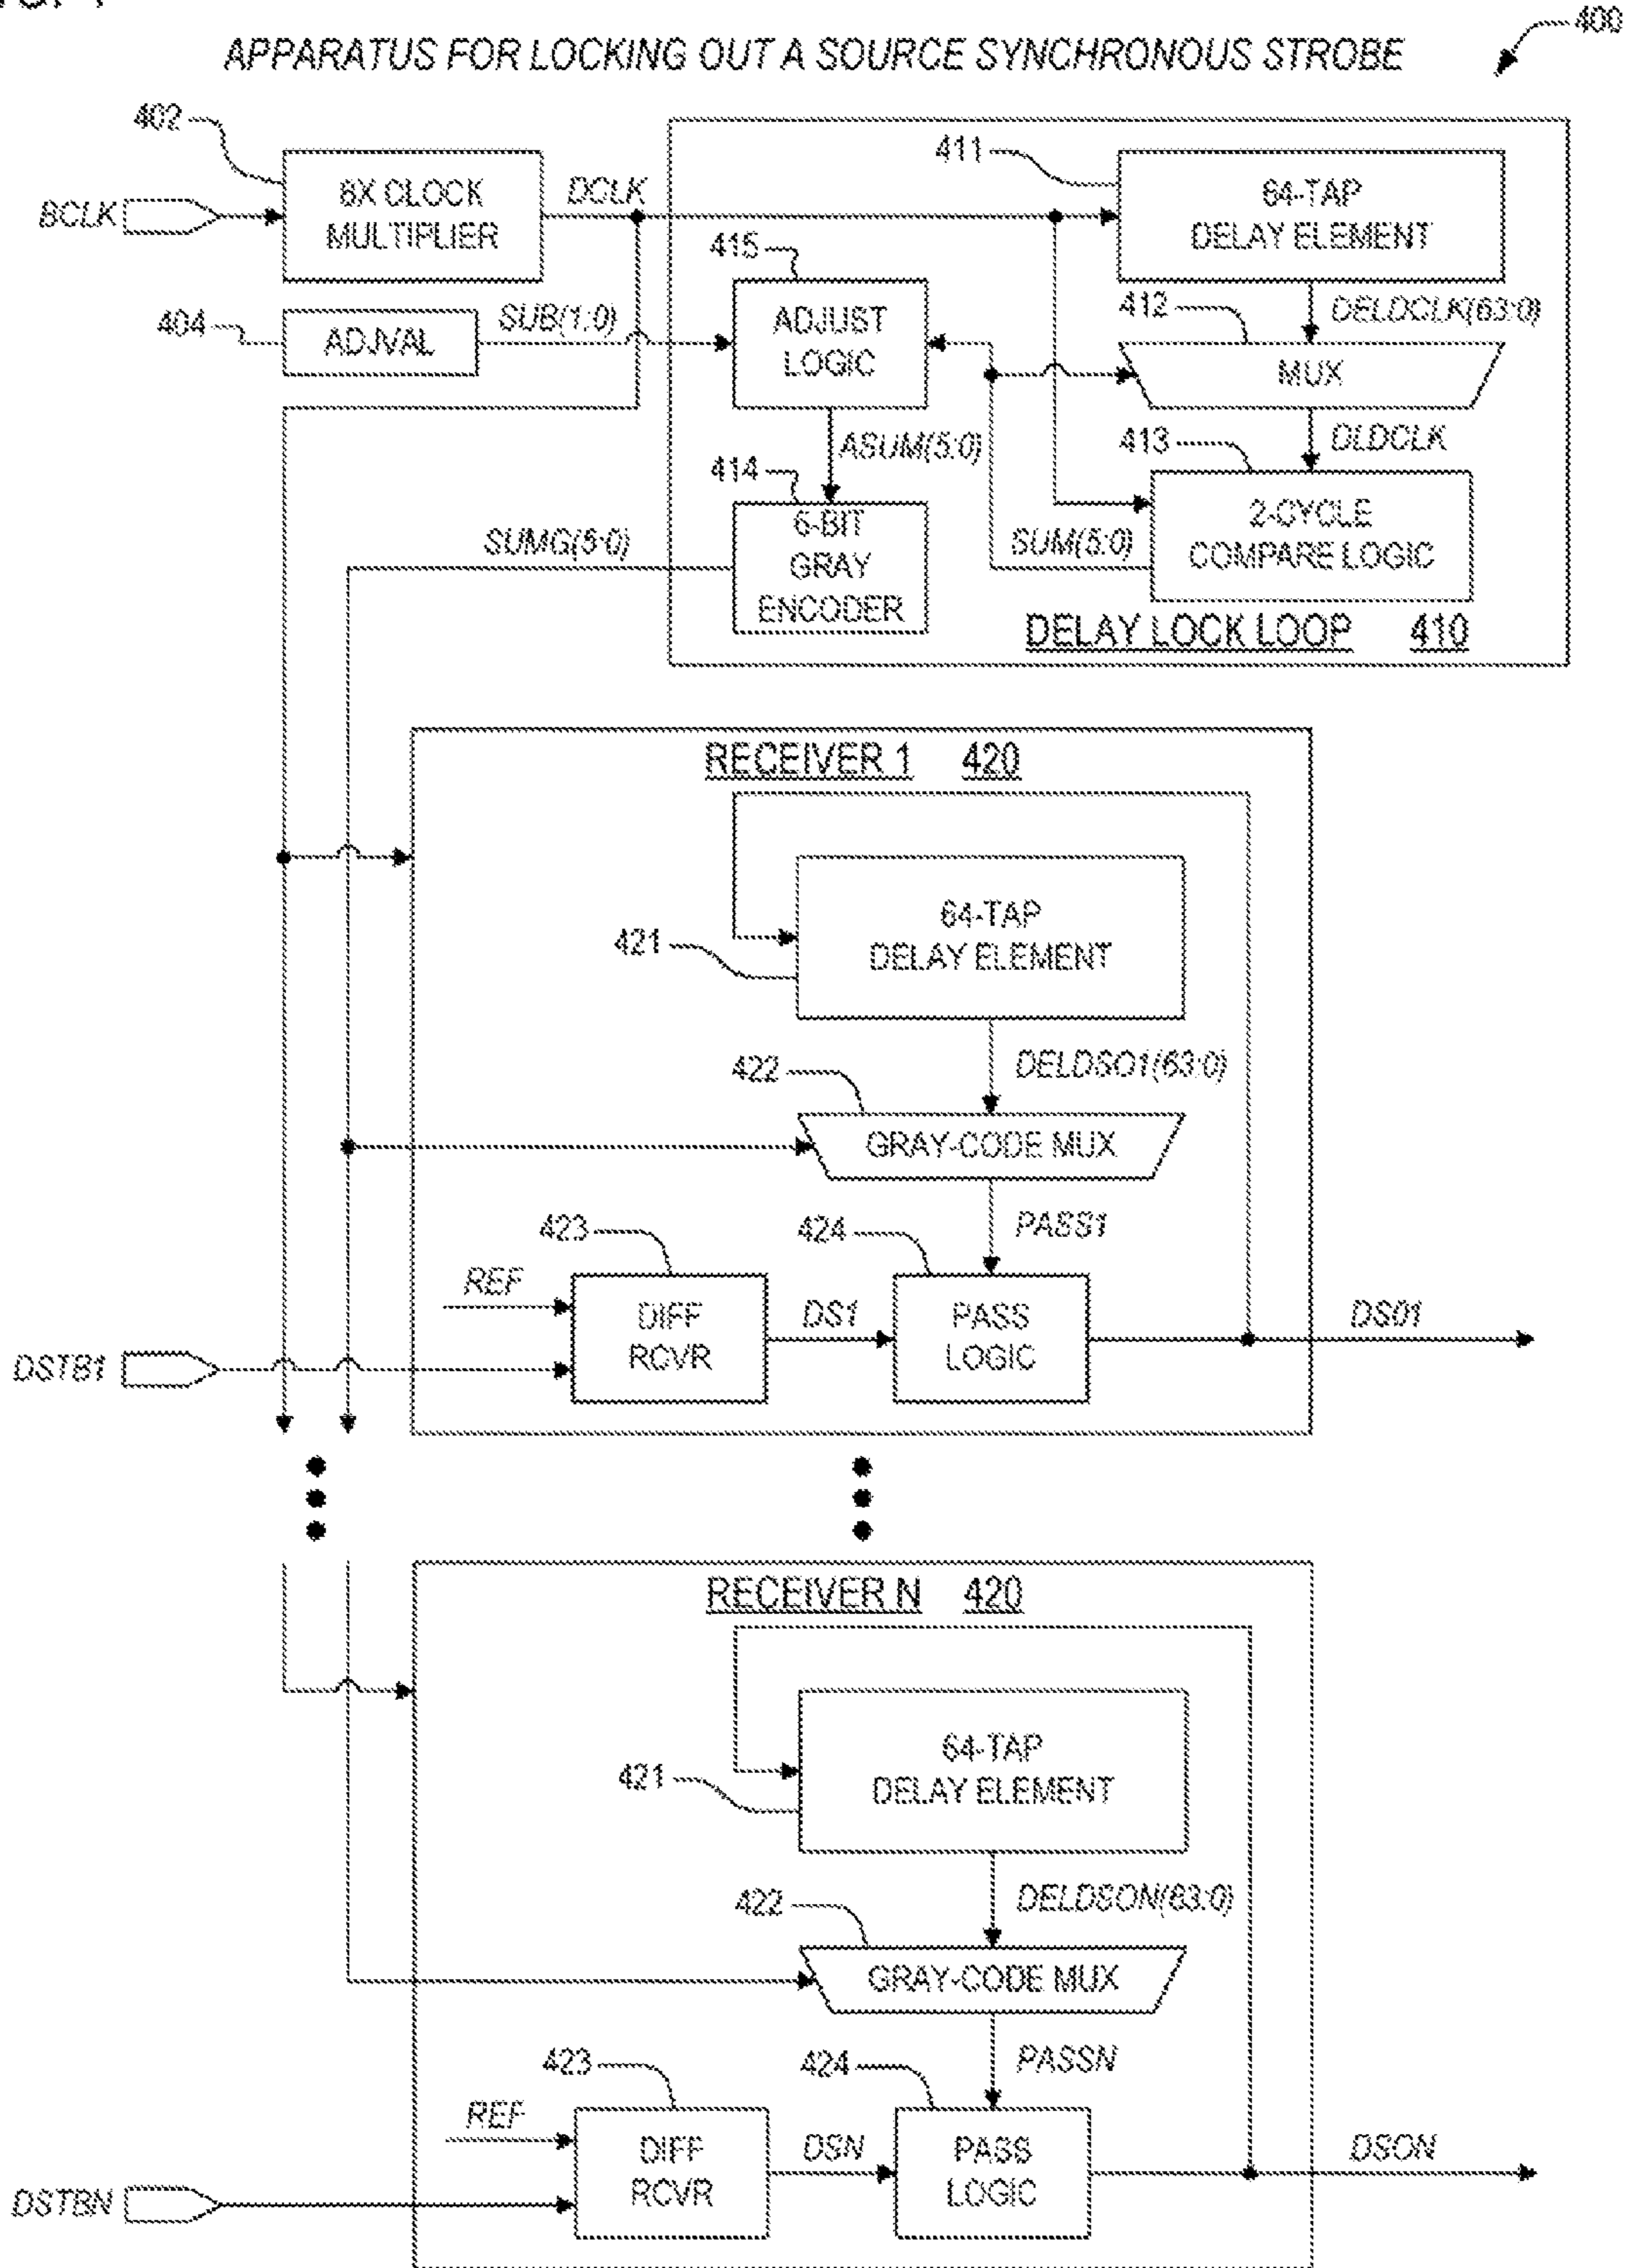 APPARATUS FOR LOCKING OUT A SOURCE SYNCHRONOUS STROBE
400
402
8X CLOCK
MULTIPLIER
BCLK
DCLK
411
64-TAP
DELAY ELEMENT
404
ADJVAL
SUB(1:0)
415
ADJUST
LOGIC
412
DELDCLK(63:0)
MUX
ASUM(5:0)
413
DLDCLK
414
6-BIT
GRAY
ENCODER
SUMG(5:0)
SUM(5:0)
2-CYCLE
COMPARE LOGIC
DELAY LOCK LOOP 410
RECEIVER 1 420
64-TAP
DELAY ELEMENT
421
DELDSO1(63:0)
422
GRAY-CODE MUX
PASS1
423
424
REF
DIFF
RCVR
DS1
PASS
LOGIC
DS01
DSTB1
RECEIVER N 420
64-TAP
DELAY ELEMENT
421
DELDSON(63:0)
422
GRAY-CODE MUX
PASSN
423
424
REF
DIFF
RCVR
DSN
PASS
LOGIC
DSON
DSTBN